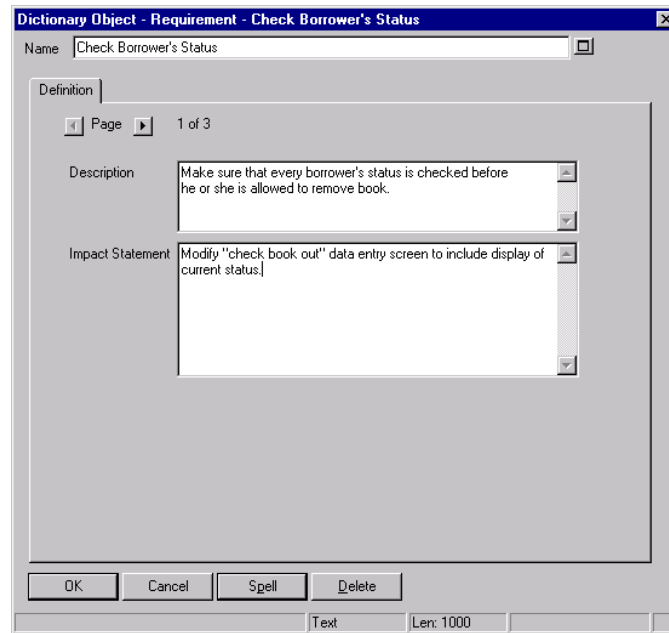 Dictionary Object - Requirement - Check Borrower's Status
Name Check Borrower's Status
Definition
Page 1 of 3
Description Make sure that every borrower's status is checked before
he or she is allowed to remove book.
Impact Statement Modify "check book out" data entry screen to include display of
current status.
OK Cancel Spell Delete
Text Len: 1000